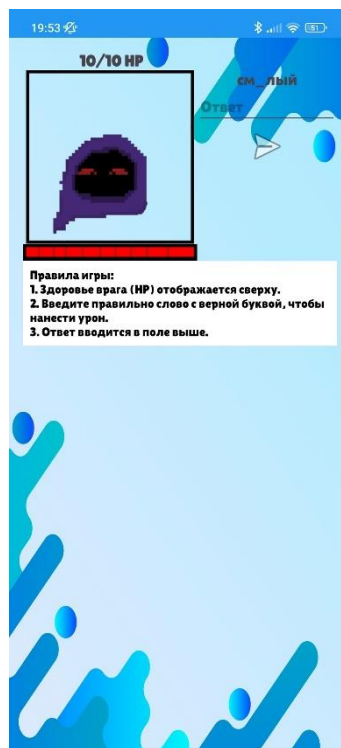 19:53
10/10 HP
см_лый
Ответ
Правила игры:
1. Здоровье врага (HP) отображается сверху.
2. Введите правильно слово с верной буквой, чтобы
нанести урон.
3. Ответ вводится в поле выше.